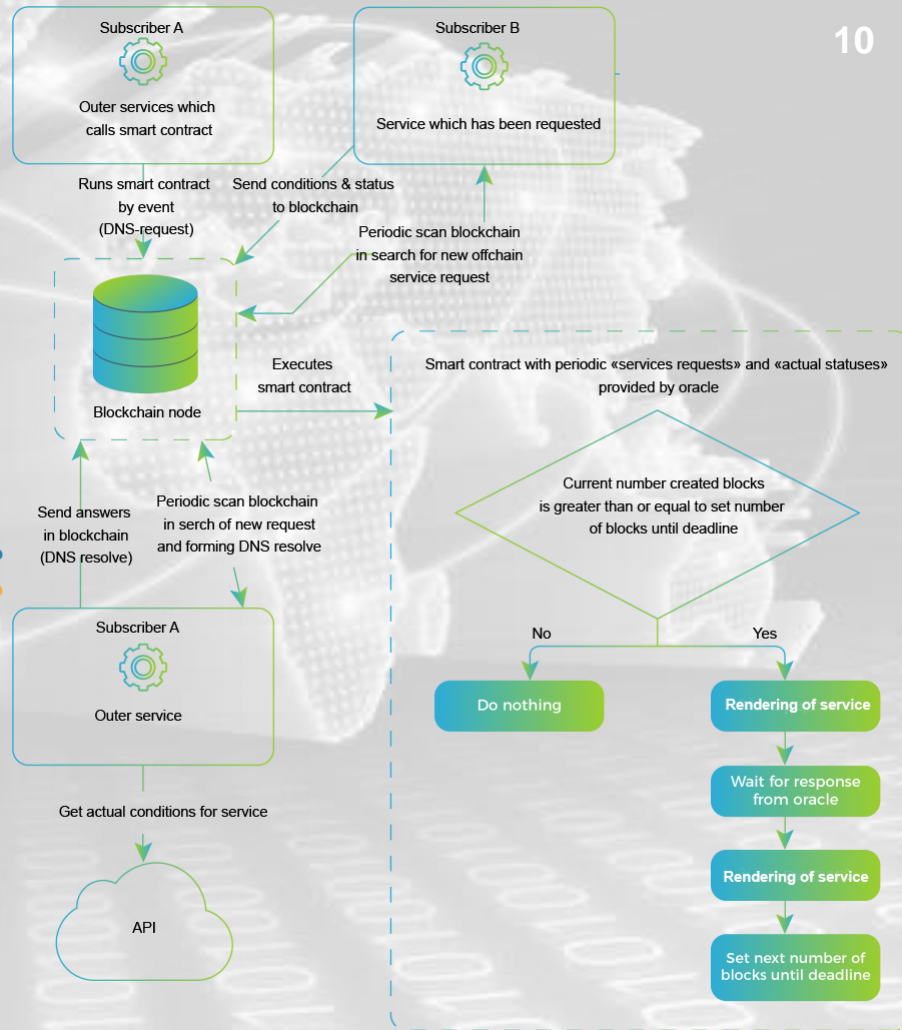 10
Subscriber A
Outer services which
calls smart contract
Subscriber B
Service which has been requested
Runs smart contract
by event
(DNS-request)
Send conditions & status
to blockchain
Periodic scan blockchain
in search for new offchain
service request
Blockchain node
Executes
smart contract
Smart contract with periodic «services requests» and «actual statuses»
provided by oracle
Current number created blocks
is greater than or equal to set number
of blocks until deadline
Send answers
in blockchain
(DNS resolve)
Periodic scan blockchain
in serch of new request
and forming DNS resolve
No
Yes
Do nothing
Rendering of service
Wait for response
from oracle
Rendering of service
Set next number of
blocks until deadline
Subscriber A
Outer service
Get actual conditions for service
API